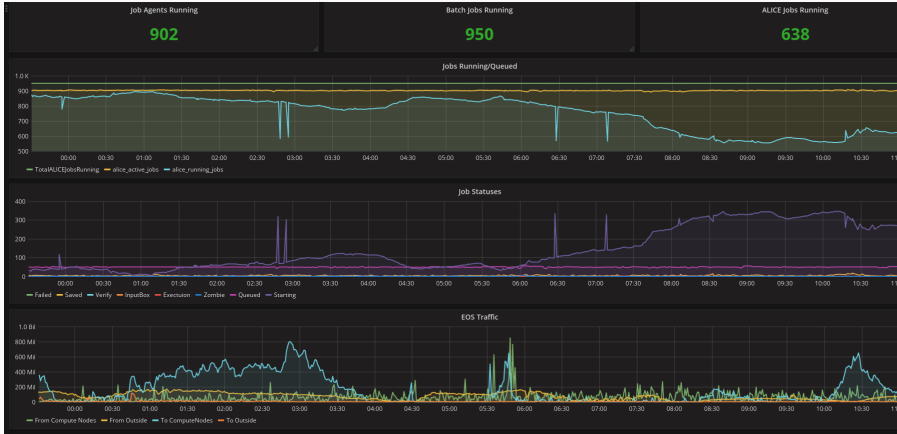 Job Agents Running
Batch Jobs Running
ALICE Jobs Running
902
950
638
Jobs Running/Queued
1.0 K
900
800
700
600
500
00:00 00:30 01:00 01:30 02:00 02:30 03:00 03:30 04:00 04:30 05:00 05:30 06:00 06:30 07:00 07:30 08:00 08:30 09:00 09:30 10:00 10:30 11
TotalALICEJobsRunning alice_active_jobs alice_running_jobs
Job Statuses
400
300
200
100
0
00:00 00:30 01:00 01:30 02:00 02:30 03:00 03:30 04:00 04:30 05:00 05:30 06:00 06:30 07:00 07:30 08:00 08:30 09:00 09:30 10:00 10:30 11
Failed Saved Verify InputBox Exectuion Zombie Queued Starting
EOS Traffic
1.0 Bil
800 Mil
600 Mil
400 Mil
200 Mil
0
00:00 00:30 01:00 01:30 02:00 02:30 03:00 03:30 04:00 04:30 05:00 05:30 06:00 06:30 07:00 07:30 08:00 08:30 09:00 09:30 10:00 10:30 11
From Compute Nodes From Outside To ComputeNodes To Outside